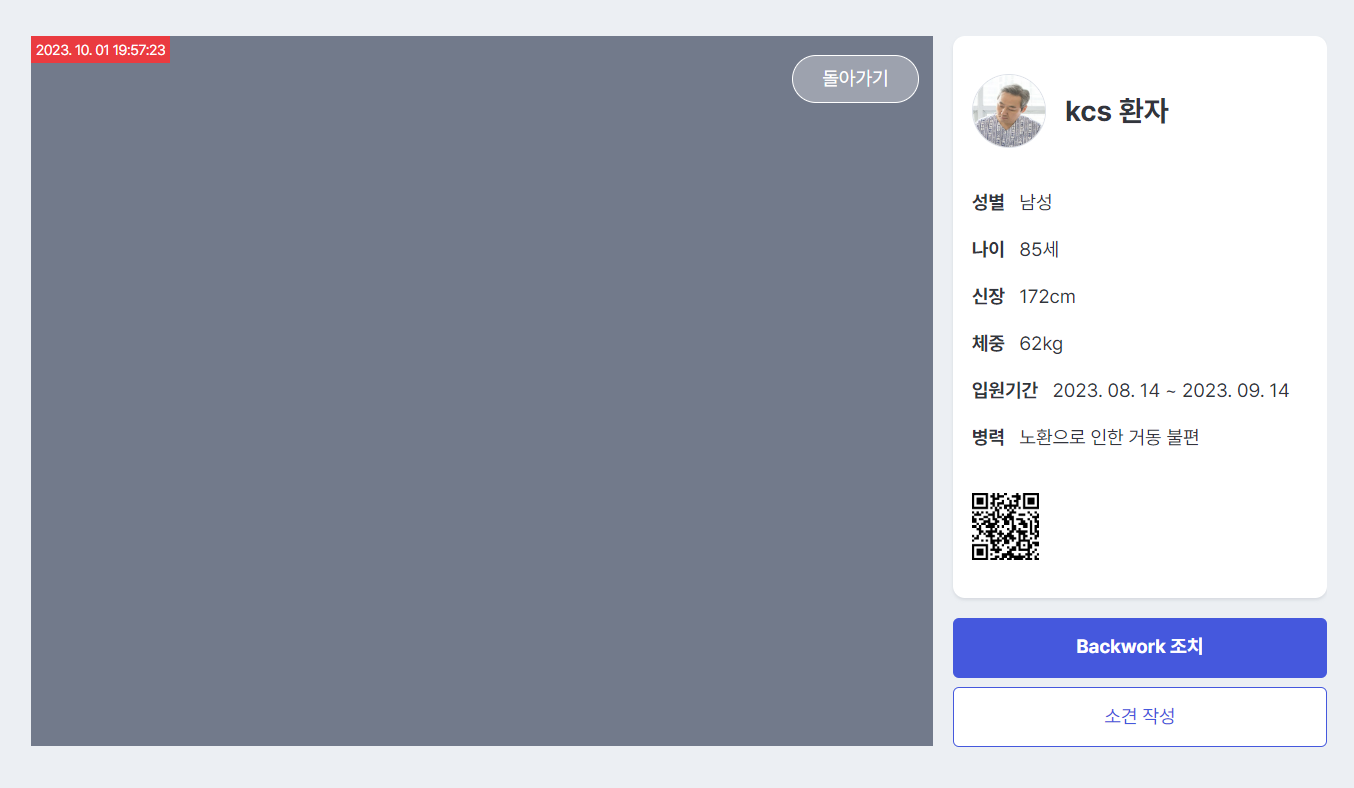 2023. 10. 01 19:57:23
돌아가기
kcs 환자
성별 남성
나이 85세
신장 172cm
체중 62kg
입원기간 2023. 08. 14 ~ 2023. 09. 14
병력 노환으로 인한 거동 불편
Backwork 조치
소견 작성